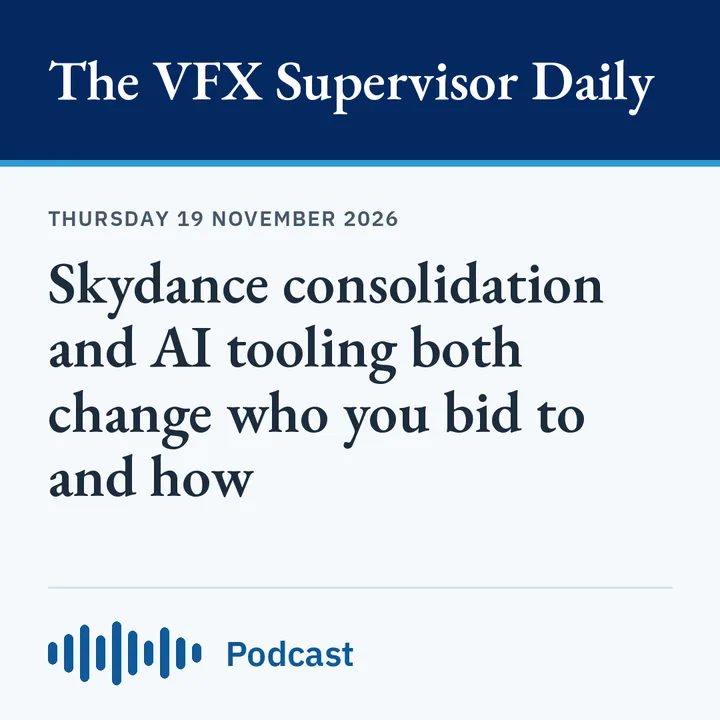 The VFX Supervisor Daily
THURSDAY 19 NOVEMBER 2026
Skydance consolidation
and AI tooling both
change who you bid to
and how
Podcast